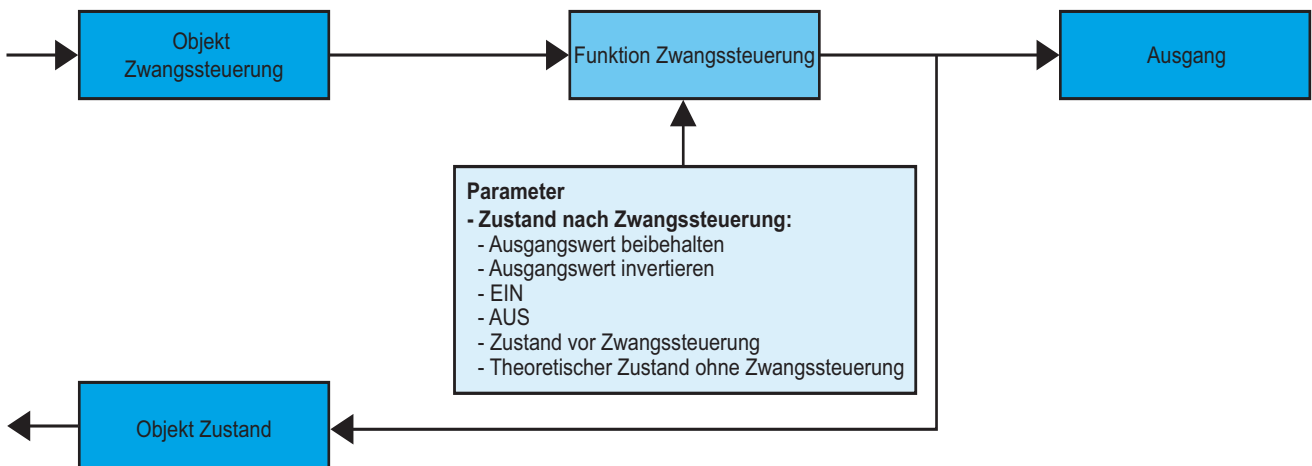 Objekt
Zwangssteuerung
Funktion Zwangssteuerung
Ausgang
Parameter
- Zustand nach Zwangssteuerung:
- Ausgangswert beibehalten
- Ausgangswert invertieren
- EIN
- AUS
- Zustand vor Zwangssteuerung
- Theoretischer Zustand ohne Zwangssteuerung
Objekt Zustand